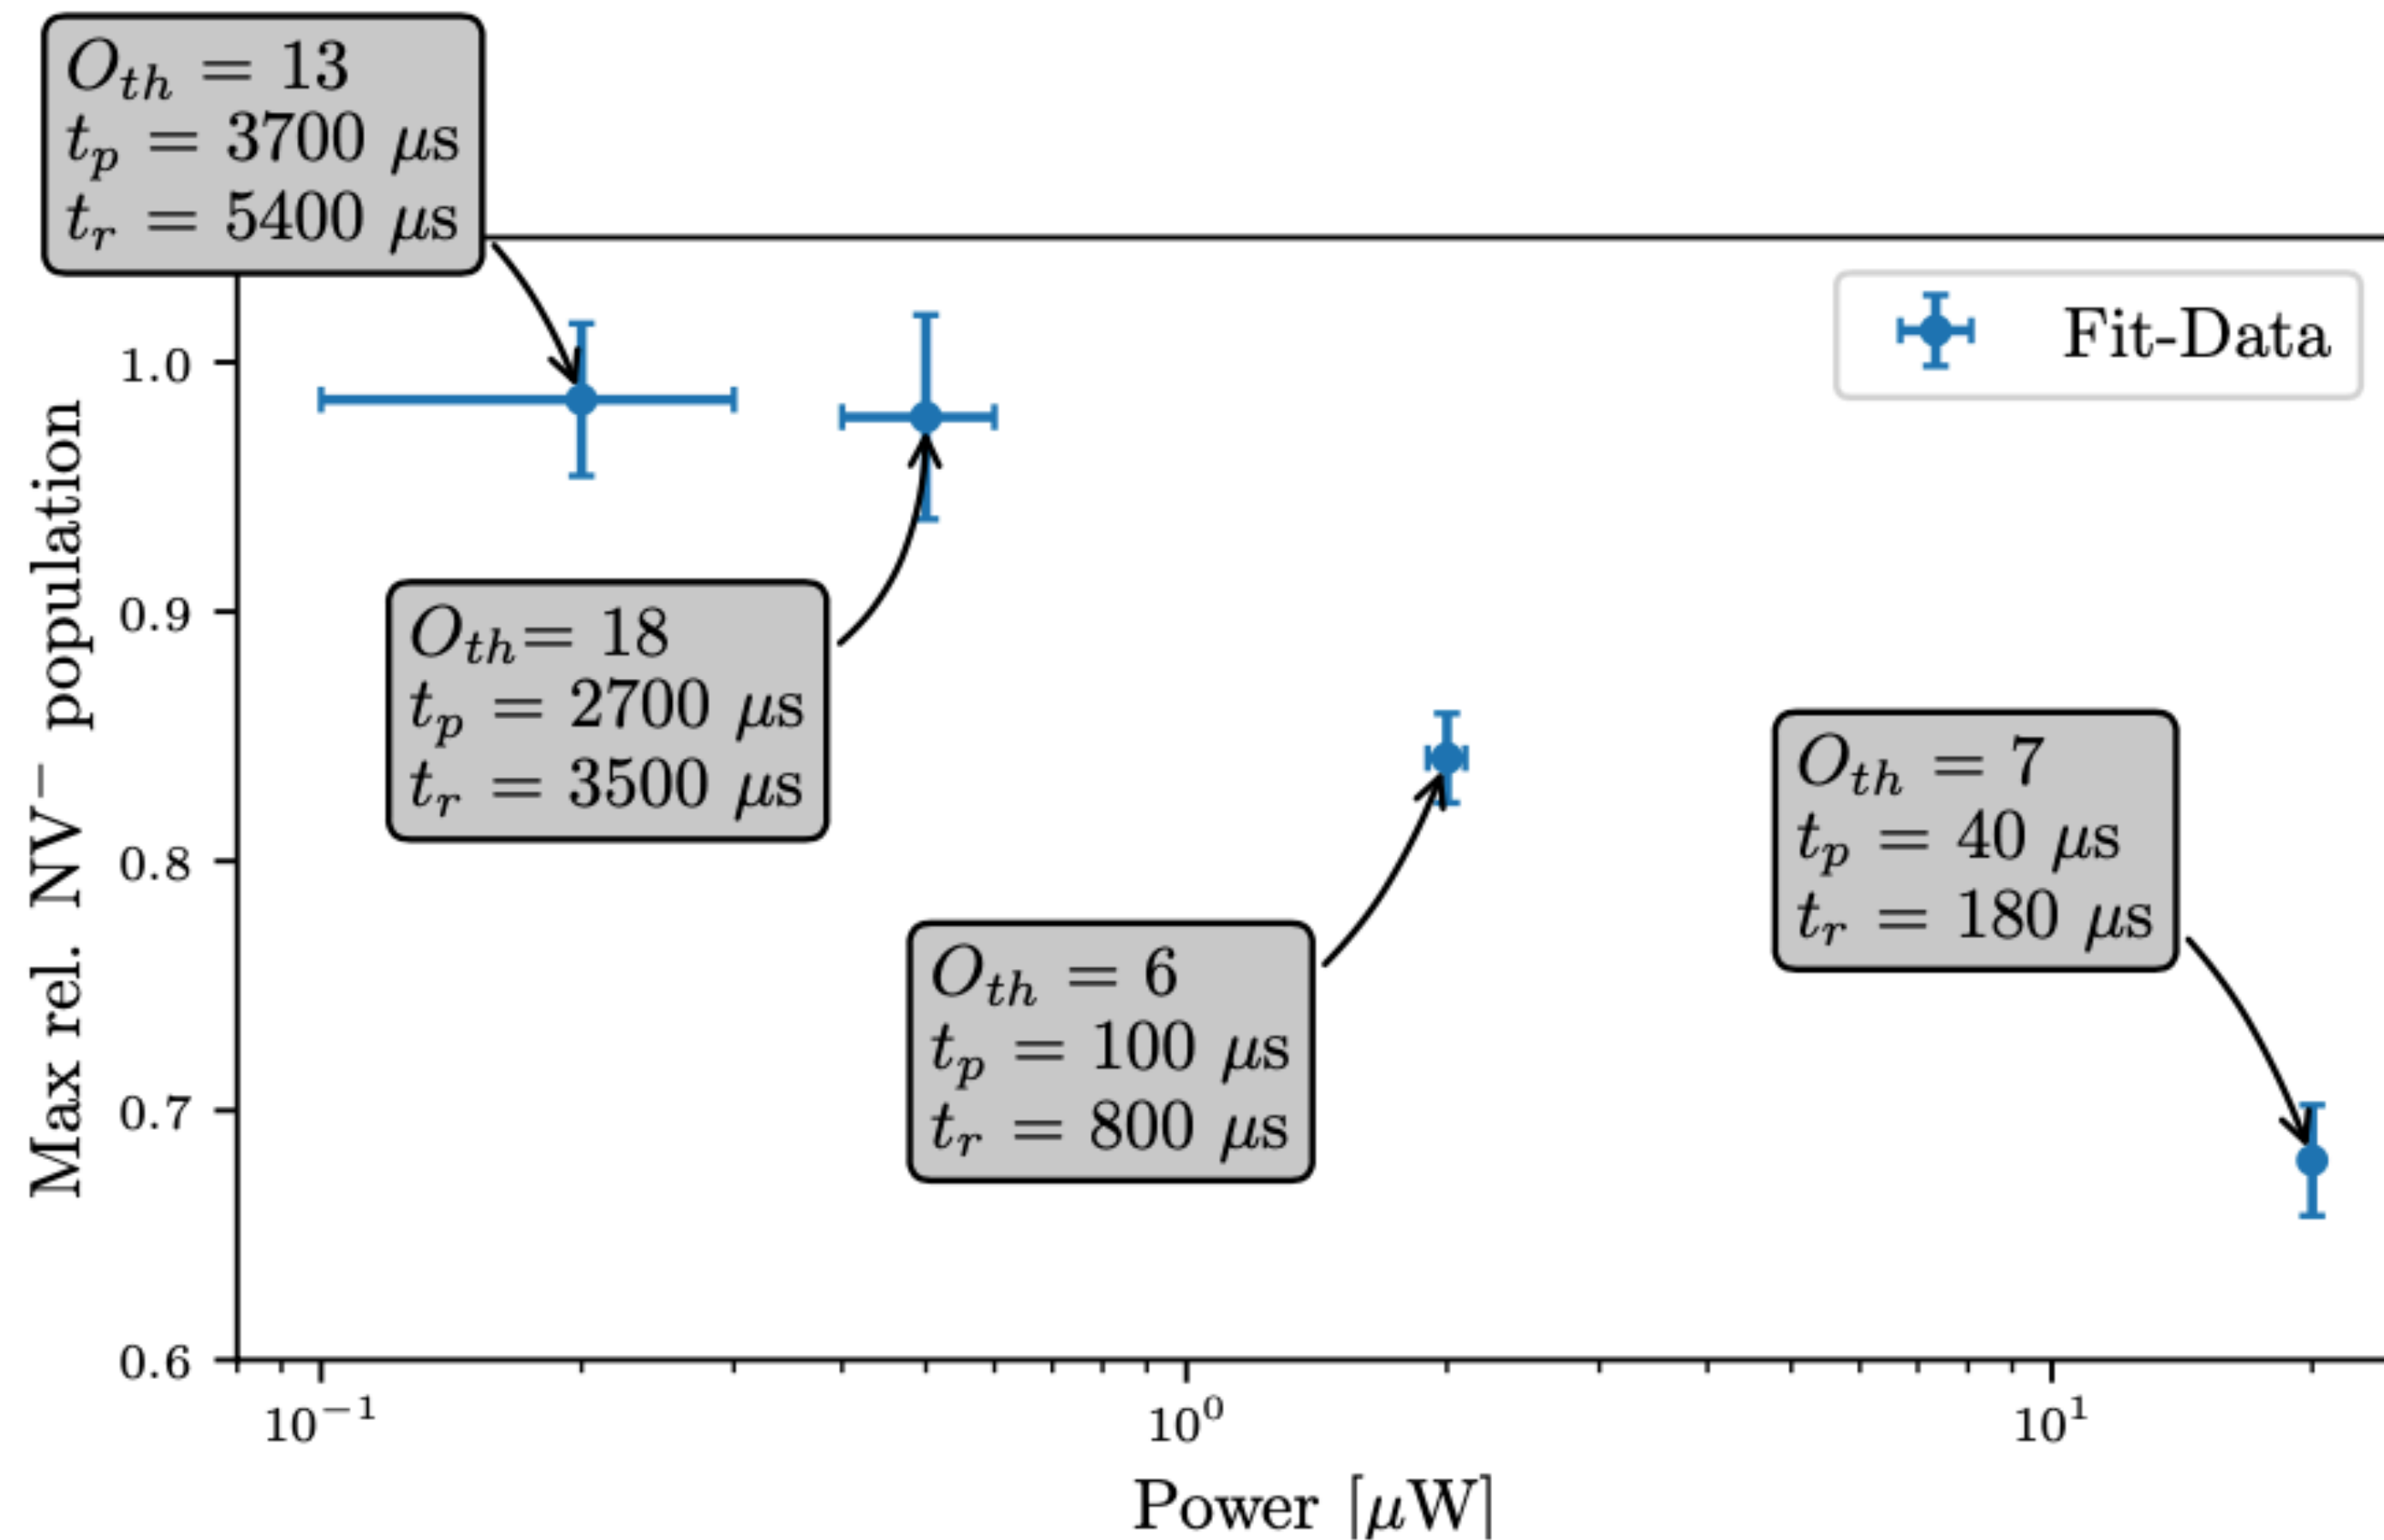 O_th = 13
t_p = 3700 μs
t_r = 5400 μs
Fit-Data
O_th= 18
t_p = 2700 μs
t_r = 3500 μs
O_th = 7
t_p = 40 μs
t_r = 180 μs
O_th = 6
t_p = 100 μs
t_r = 800 μs
Max rel. NV⁻ population
1.0
0.9
0.8
0.7
0.6
10⁻¹ 10⁰ 10¹
Power [μW]